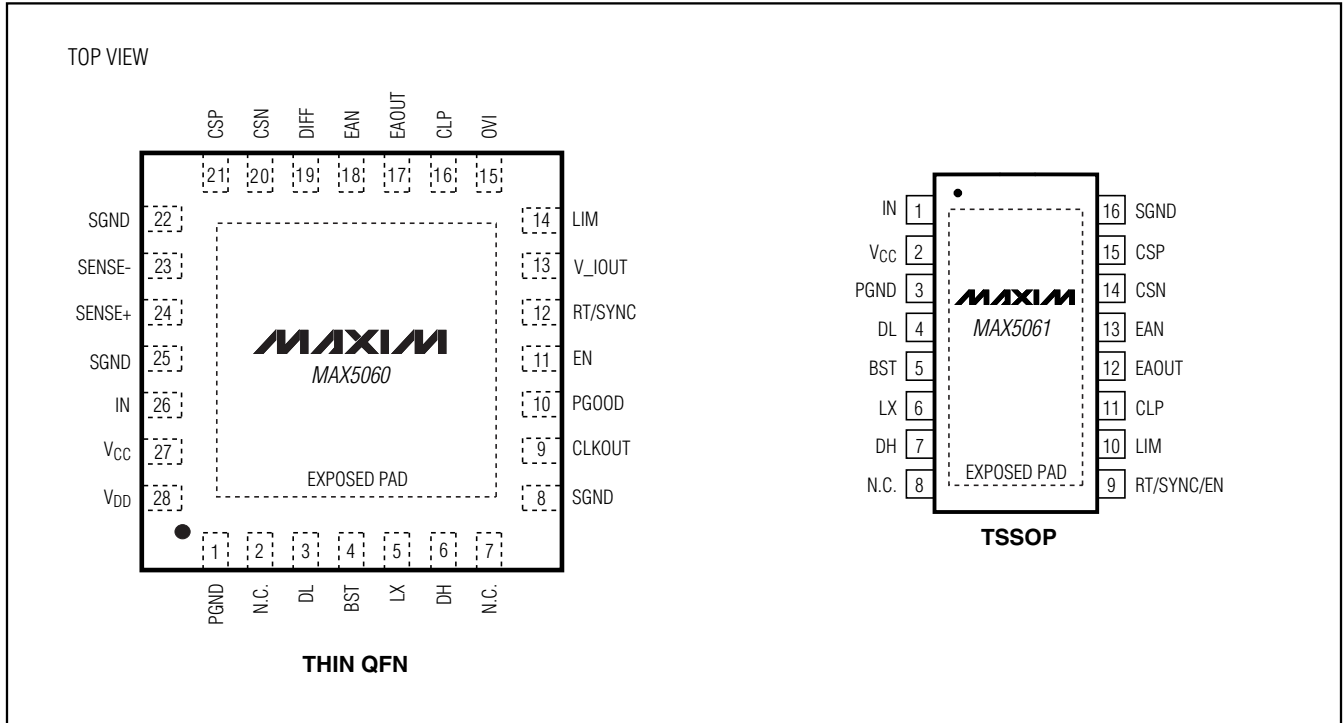 TOP VIEW
CSP CSN DIFF EAN EAOUT CLP OVI
21 20 19 18 17 16 15
SGND 22
SENSE- 23
SENSE+ 24
SGND 25
IN 26
VCC 27
VDD 28
14 LIM
13 V_IOUT
12 RT/SYNC
11 EN
10 PGOOD
9 CLKOUT
8 SGND
MAXIM
MAX5060
EXPOSED PAD
1 2 3 4 5 6 7
PGND N.C. DL BST LX DH N.C.
THIN QFN
IN 1
VCC 2
PGND 3
DL 4
BST 5
LX 6
DH 7
N.C. 8
16 SGND
15 CSP
14 CSN
13 EAN
12 EAOUT
11 CLP
10 LIM
9 RT/SYNC/EN
MAXIM
MAX5061
EXPOSED PAD
TSSOP